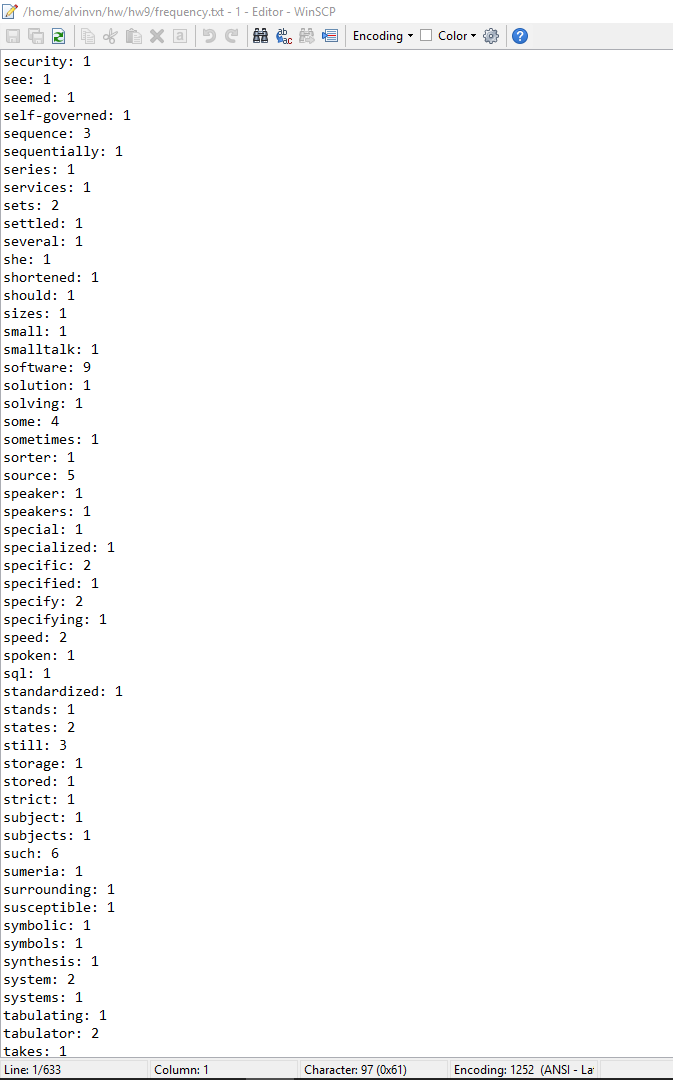 /home/alvinvn/hw/hw9/frequency.txt - 1 - Editor - WinSCP
Encoding Color
security: 1
see: 1
seemed: 1
self-governed: 1
sequence: 3
sequentially: 1
series: 1
services: 1
sets: 2
settled: 1
several: 1
she: 1
shortened: 1
should: 1
sizes: 1
small: 1
smalltalk: 1
software: 9
solution: 1
solving: 1
some: 4
sometimes: 1
sorter: 1
source: 5
speaker: 1
speakers: 1
special: 1
specialized: 1
specific: 2
specified: 1
specify: 2
specifying: 1
speed: 2
spoken: 1
sql: 1
standardized: 1
stands: 1
states: 2
still: 3
storage: 1
stored: 1
strict: 1
subject: 1
subjects: 1
such: 6
sumeria: 1
surrounding: 1
susceptible: 1
symbolic: 1
symbols: 1
synthesis: 1
system: 2
systems: 1
tabulating: 1
tabulator: 2
takes: 1
Line: 1/633 Column: 1 Character: 97 (0x61) Encoding: 1252 (ANSI - La